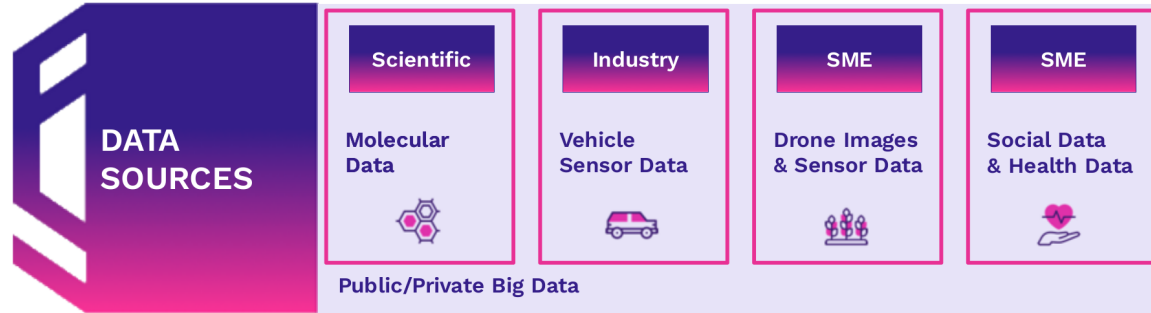 DATA
SOURCES
Scientific
Molecular
Data
Industry
Vehicle
Sensor Data
SME
Drone Images
& Sensor Data
SME
Social Data
& Health Data
Public/Private Big Data